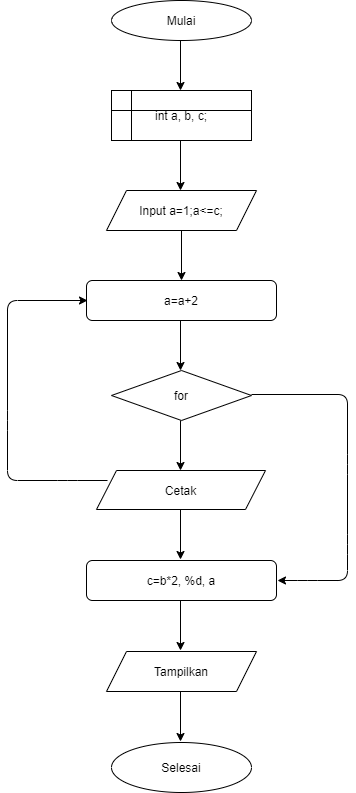 Mulai
int a, b, c;
Input a=1;a<=c;
a=a+2
for
Cetak
c=b*2, %d, a
Tampilkan
Selesai